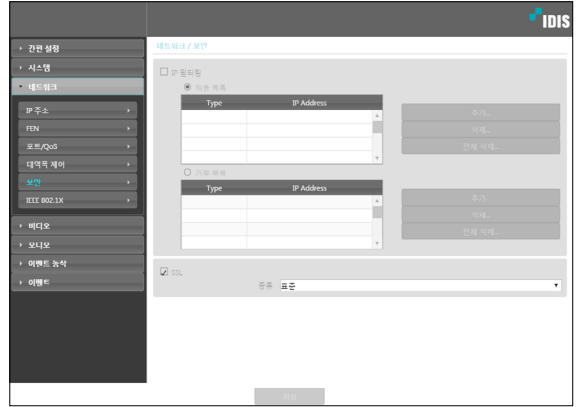 IDIS
간편 설정
시스템
네트워크
IP 주소
FEN
포트/QoS
대역폭 제어
보안
IEEE 802.1X
비디오
오디오
이벤트 동작
이벤트
네트워크 / 보안
IP 필터링
허용 목록
Type IP Address
추가...
삭제...
전체 삭제...
거부 목록
Type IP Address
추가...
삭제...
전체 삭제...
SSL
종류 표준
저장